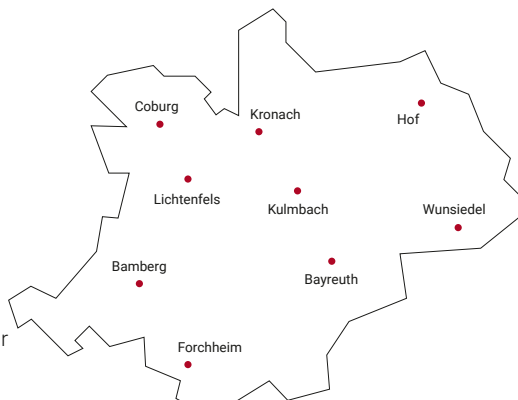 Coburg
Kronach
Hof
Lichtenfels
Kulmbach
Wunsiedel
Bamberg
Bayreuth
r
Forchheim